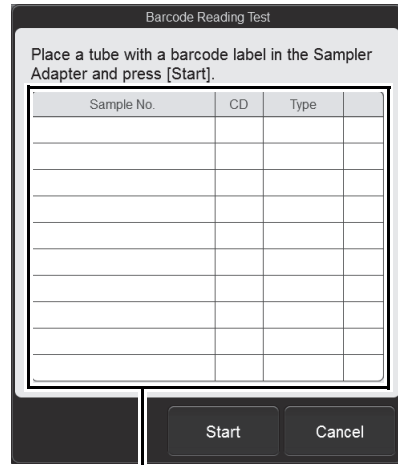 Barcode Reading Test
Place a tube with a barcode label in the Sampler
Adapter and press [Start].
Sample No. CD Type
Start Cancel